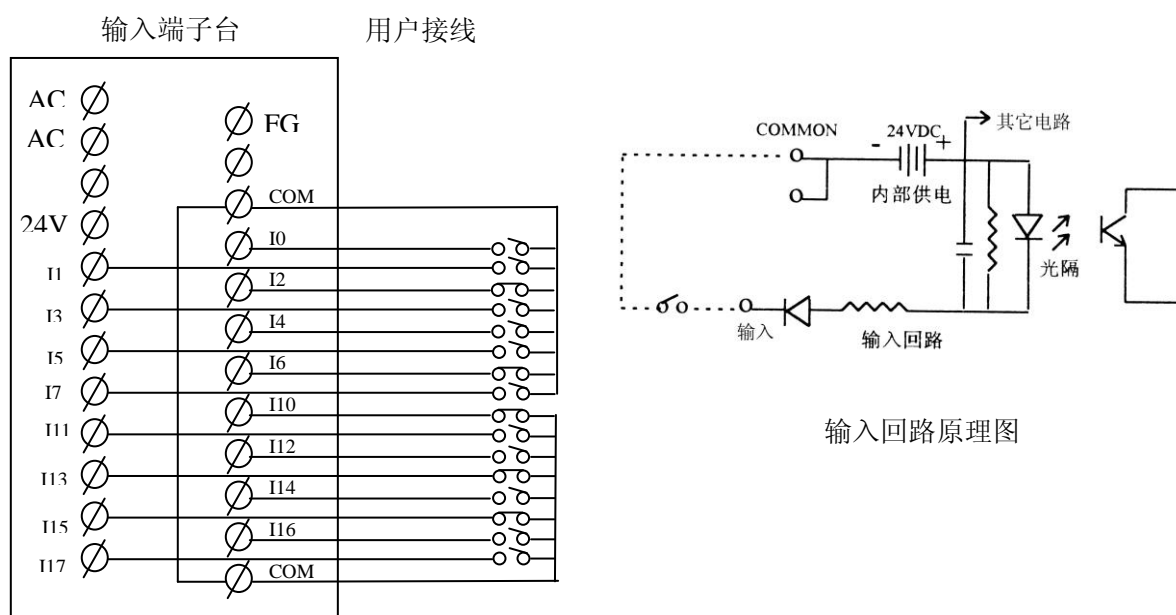 输入端子台
用户接线
AC
AC
FG
COM
24V
I0
I1
I2
I3
I4
I5
I6
I7
I10
I11
I12
I13
I14
I15
I16
I17
COM
COMMON
- 24VDC +
其它电路
内部供电
光隔
输入
输入回路
输入回路原理图